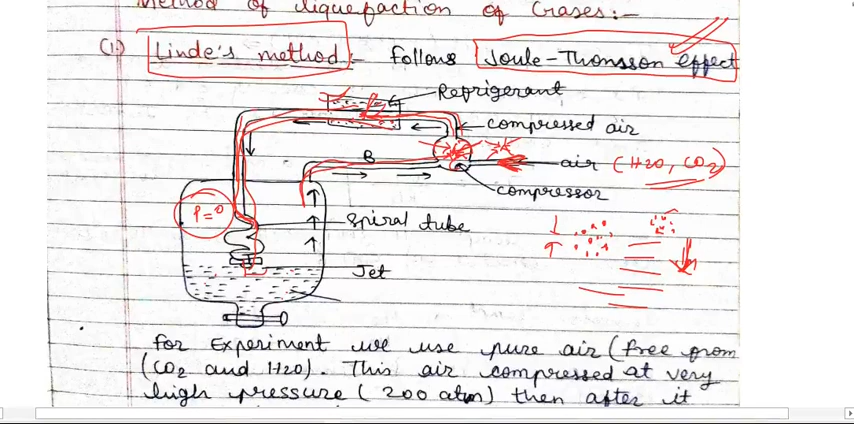 Method of liquefaction of Gases:-
(1.) Linde's method :- follows Joule-Thomsson effect
Refrigerant
compressed air
B
air (H2O, CO2)
compressor
P=0
Spiral tube
Jet
For Experiment we use pure air (free from
(CO2 and H2O). This air compressed at very
high pressure (200 atm) then after it